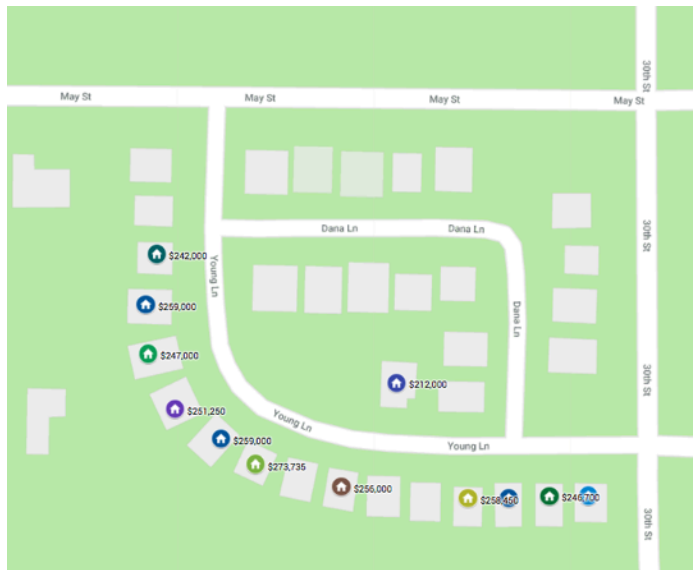 30th St
May St
May St
May St
May St
Dana Ln
Dana Ln
30th St
$242,000
Young Ln
$259,000
Dana Ln
$247,000
$212,000
30th St
$251,250
Young Ln
$259,000
Young Ln
$273,735
$256,000
$258,450
$246,700
30th St